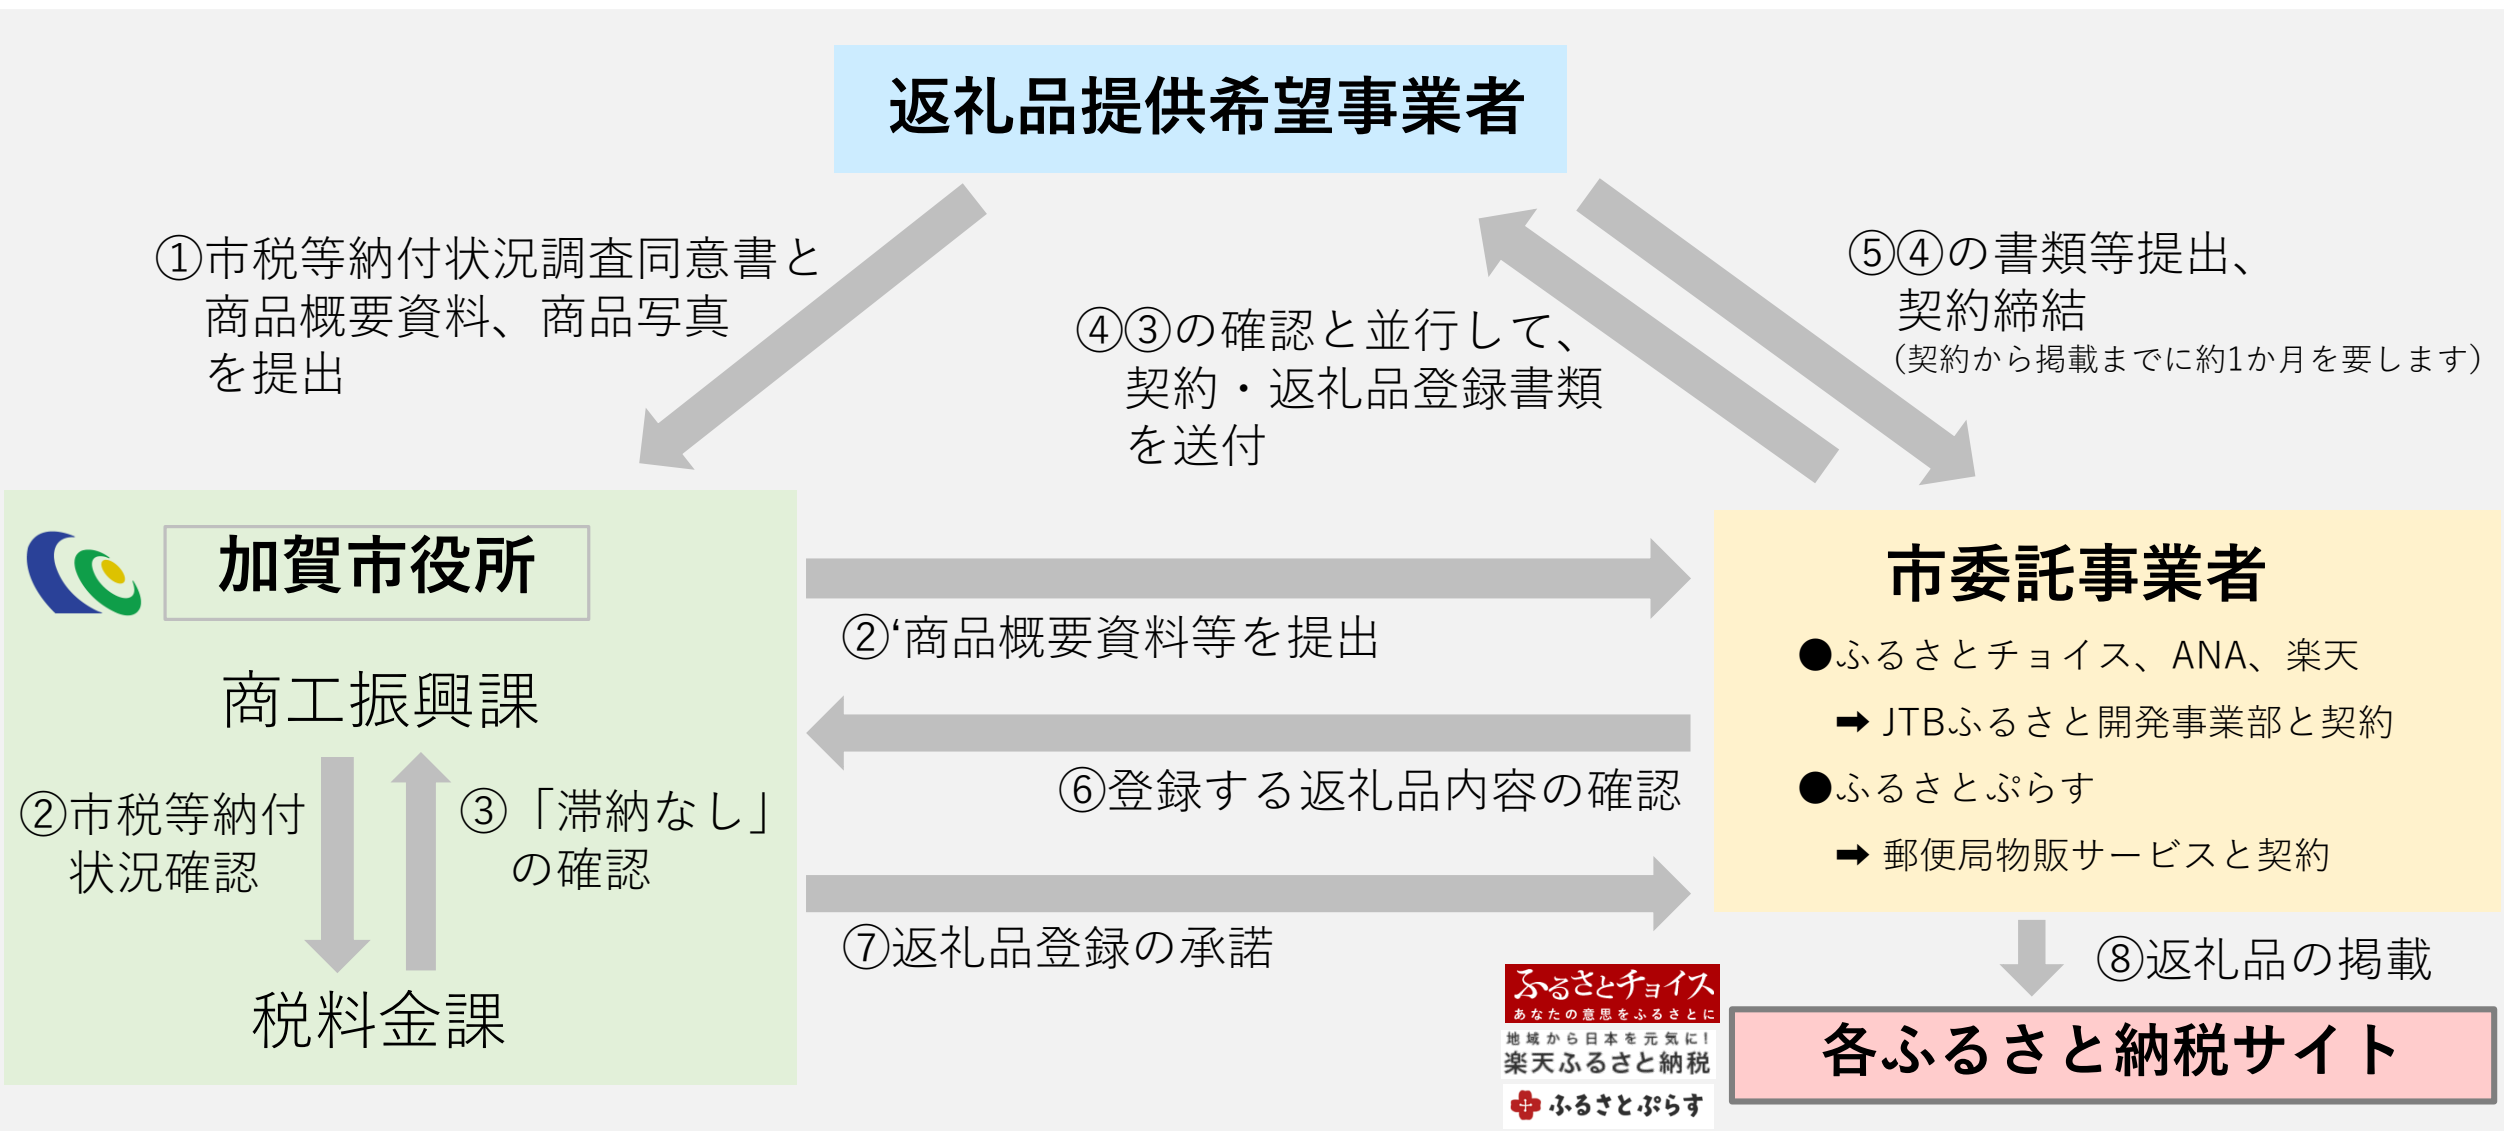 返礼品提供希望事業者
①市税等納付状況調査同意書と
商品概要資料、商品写真
を提出
④③の確認と並行して、
契約・返礼品登録書類
を送付
⑤④の書類等提出、
契約締結
（契約から掲載までに約1か月を要します）
加賀市役所
商工振興課
②市税等納付
状況確認
③「滞納なし」
の確認
税料金課
②‘商品概要資料等を提出
⑥登録する返礼品内容の確認
⑦返礼品登録の承諾
市委託事業者
●ふるさとチョイス、ANA、楽天
➡ JTBふるさと開発事業部と契約
●ふるさとぷらす
➡ 郵便局物販サービスと契約
⑧返礼品の掲載
ふるさとチョイス
あなたの意思をふるさとに
地域から日本を元気に!
楽天ふるさと納税
ふるさとぷらす
各ふるさと納税サイト